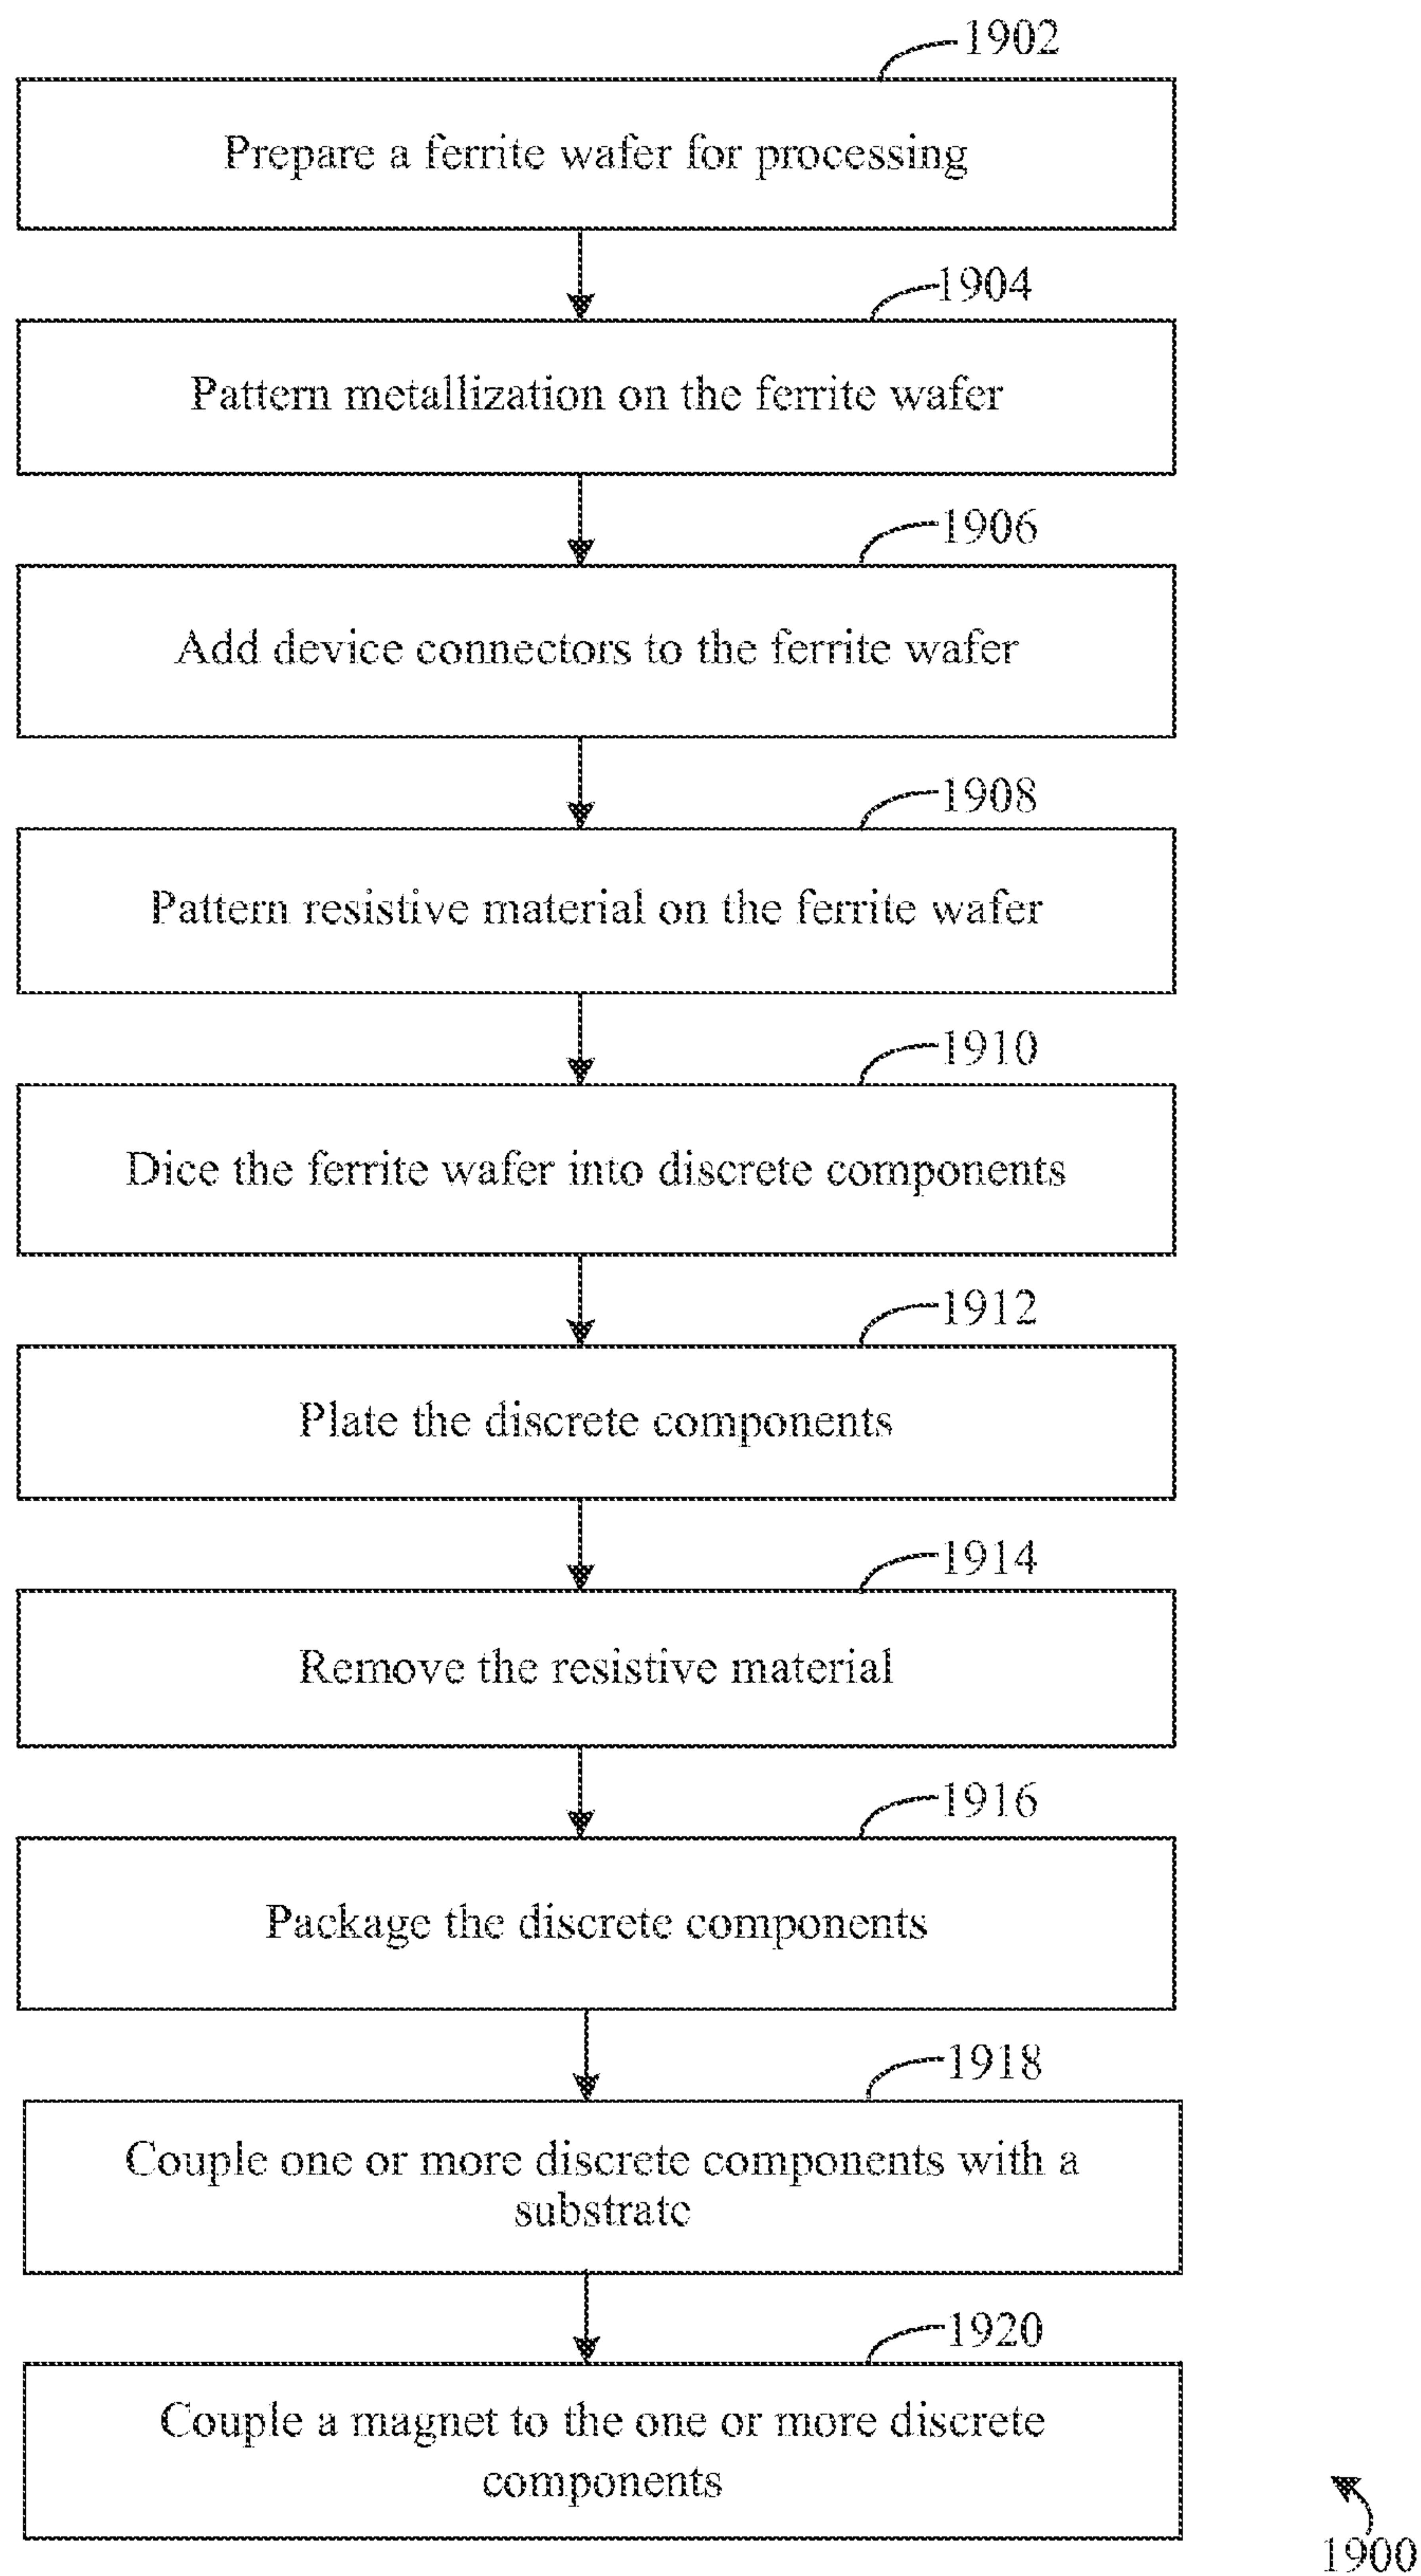 1902
Prepare a ferrite wafer for processing
1904
Pattern metallization on the ferrite wafer
1906
Add device connectors to the ferrite wafer
1908
Pattern resistive material on the ferrite wafer
1910
Dice the ferrite wafer into discrete components
1912
Plate the discrete components
1914
Remove the resistive material
1916
Package the discrete components
1918
Couple one or more discrete components with a
substrate
1920
Couple a magnet to the one or more discrete
components
1900